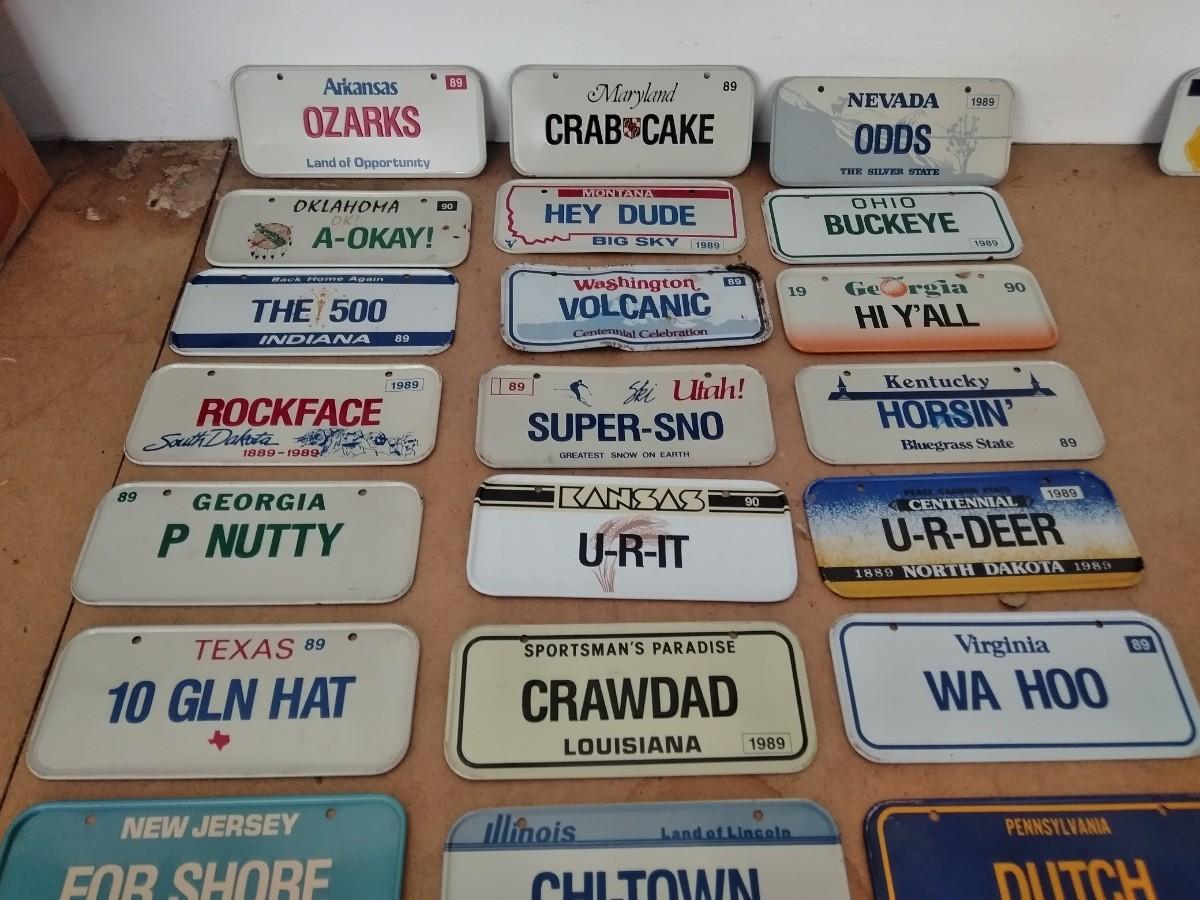 Arkansas 89
OZARKS
Land of Opportunity
Maryland 89
CRAB CAKE
NEVADA 1989
ODDS
THE SILVER STATE
OKLAHOMA 90
OK!
A-OKAY!
MONTANA
HEY DUDE
BIG SKY 1989
OHIO
BUCKEYE
1989
Back Home Again
THE 500
INDIANA 89
Washington 89
VOLCANIC
Centennial Celebration
19 Georgia 90
HI Y'ALL
1989
ROCKFACE
South Dakota
1889-1989
89 Ski Utah!
SUPER-SNO
GREATEST SNOW ON EARTH
Kentucky
HORSIN'
Bluegrass State 89
89 GEORGIA
P NUTTY
KANSAS 90
U-R-IT
PEACE GARDEN STATE
CENTENNIAL 1989
U-R-DEER
1889 NORTH DAKOTA 1989
TEXAS 89
10 GLN HAT
SPORTSMAN'S PARADISE
CRAWDAD
LOUISIANA 1989
Virginia 89
WA HOO
NEW JERSEY
FOR SHORE
Illinois Land of Lincoln
CHI-TOWN
PENNSYLVANIA
DUTCH